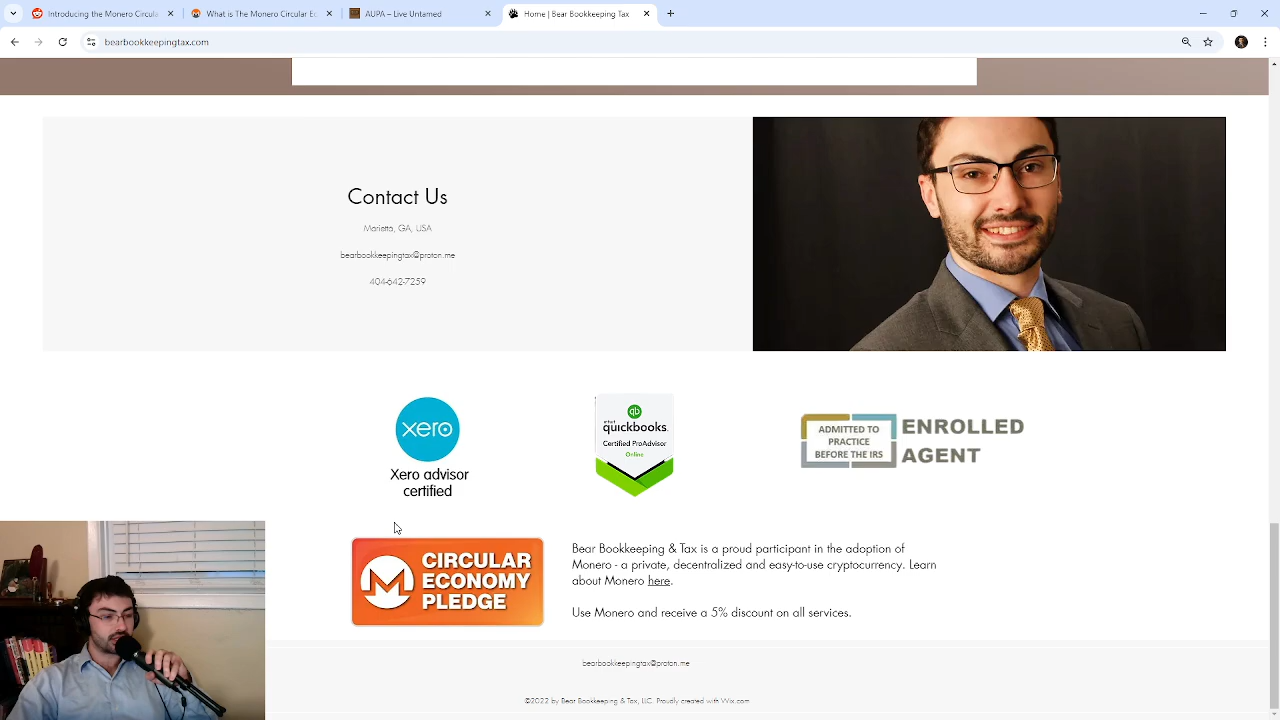 Introducing the Monero Circula
What is The Monero Circular Ec
AUPA – Live Untamed
Home | Bear Bookkeeping Tax
bearbookkeepingtax.com
Contact Us
Marietta, GA, USA
bearbookkeepingtax@proton.me
404-642-7259
xero
Xero advisor
certified
qb
intuit
quickbooks.
Certified ProAdvisor
Online
ADMITTED TO
PRACTICE
BEFORE THE IRS
ENROLLED
AGENT
CIRCULAR
ECONOMY
PLEDGE
Bear Bookkeeping & Tax is a proud participant in the adoption of
Monero - a private, decentralized and easy-to-use cryptocurrency. Learn
about Monero here.
Use Monero and receive a 5% discount on all services.
bearbookkeepingtax@proton.me
©2022 by Bear Bookkeeping & Tax, LLC. Proudly created with Wix.com